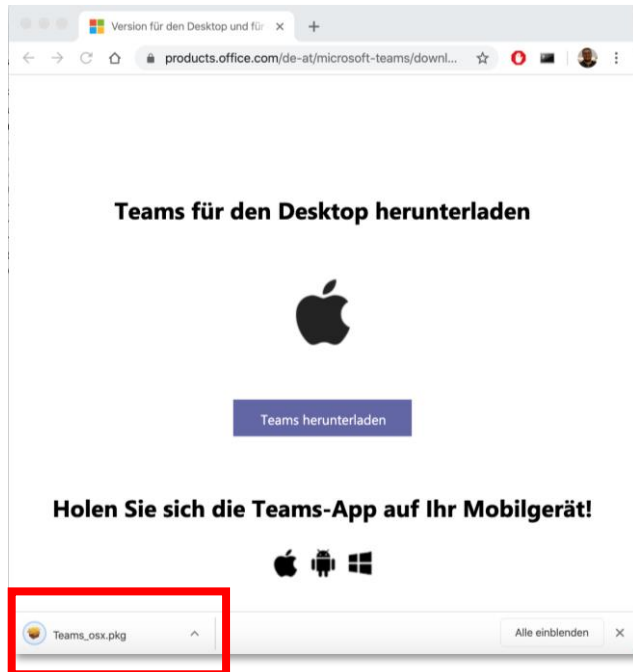 Version für den Desktop und für
products.office.com/de-at/microsoft-teams/downl...
Teams für den Desktop herunterladen
Teams herunterladen
Holen Sie sich die Teams-App auf Ihr Mobilgerät!
Teams_osx.pkg
Alle einblenden